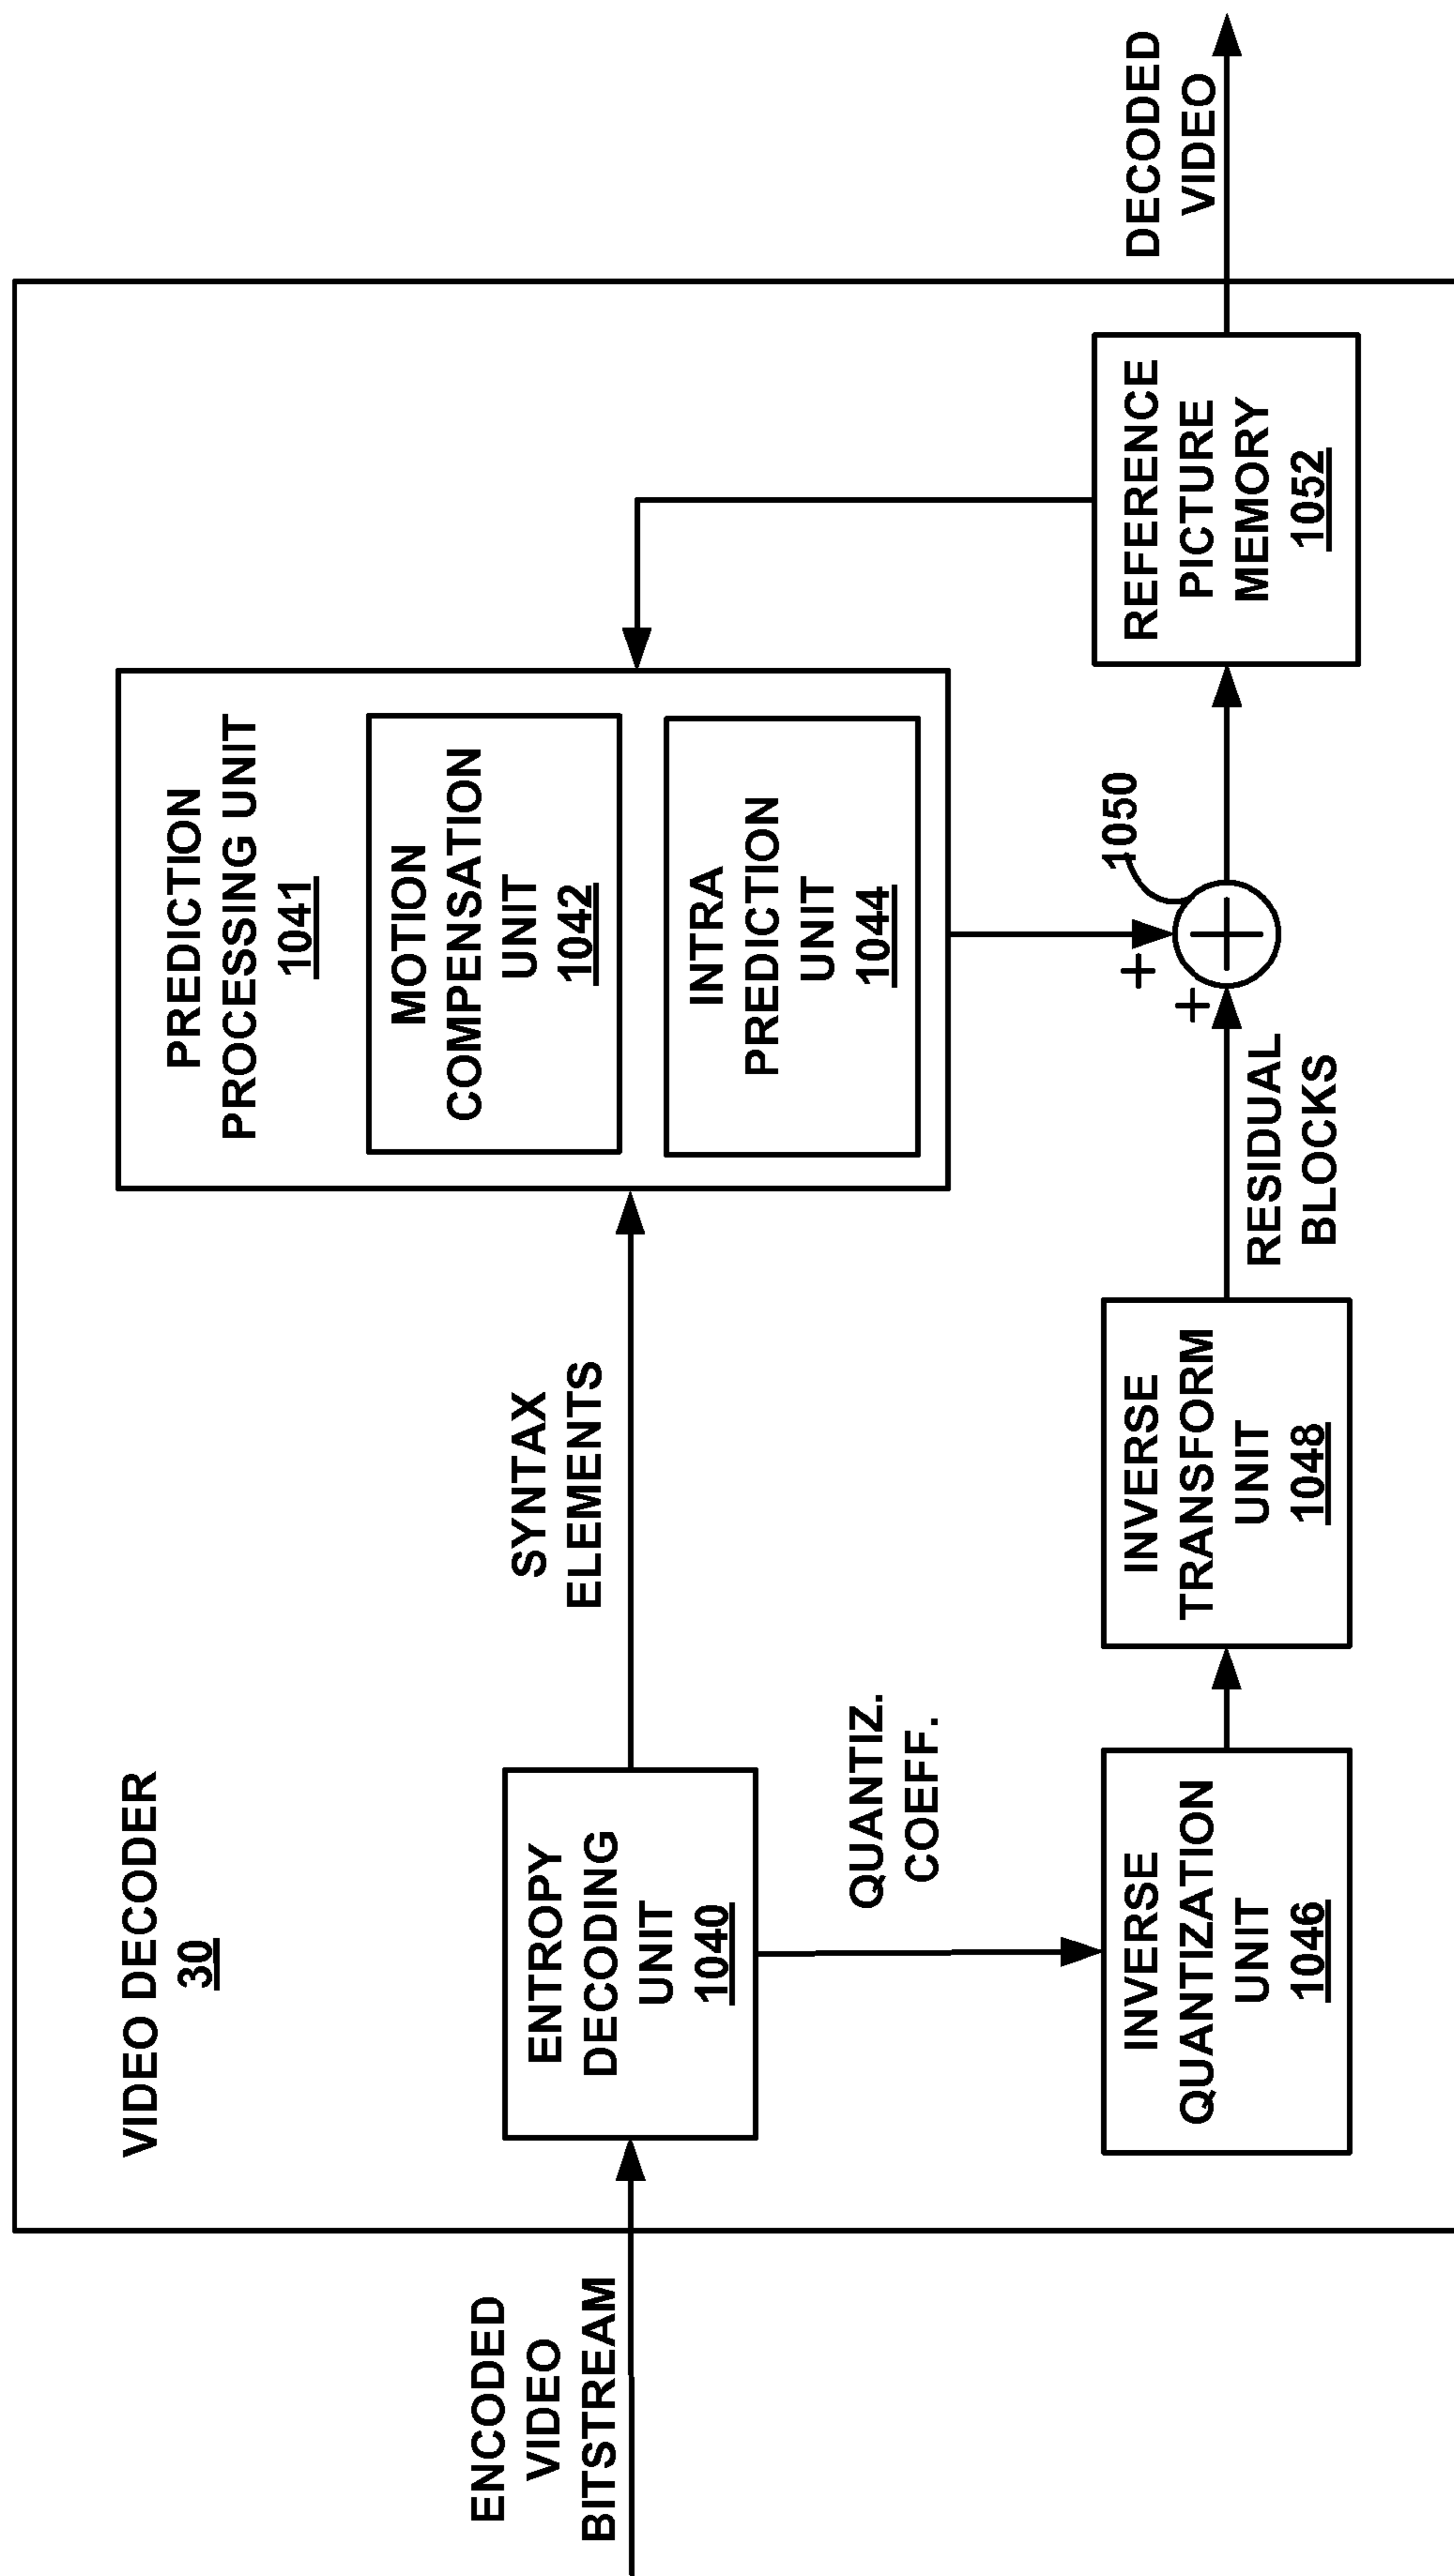 VIDEO DECODER
30
ENCODED
VIDEO
BITSTREAM
ENTROPY
DECODING
UNIT
1040
SYNTAX
ELEMENTS
PREDICTION
PROCESSING UNIT
1041
MOTION
COMPENSATION
UNIT
1042
INTRA
PREDICTION
UNIT
1044
QUANTIZ.
COEFF.
INVERSE
QUANTIZATION
UNIT
1046
INVERSE
TRANSFORM
UNIT
1048
RESIDUAL
BLOCKS
+
+
1050
REFERENCE
PICTURE
MEMORY
1052
DECODED
VIDEO